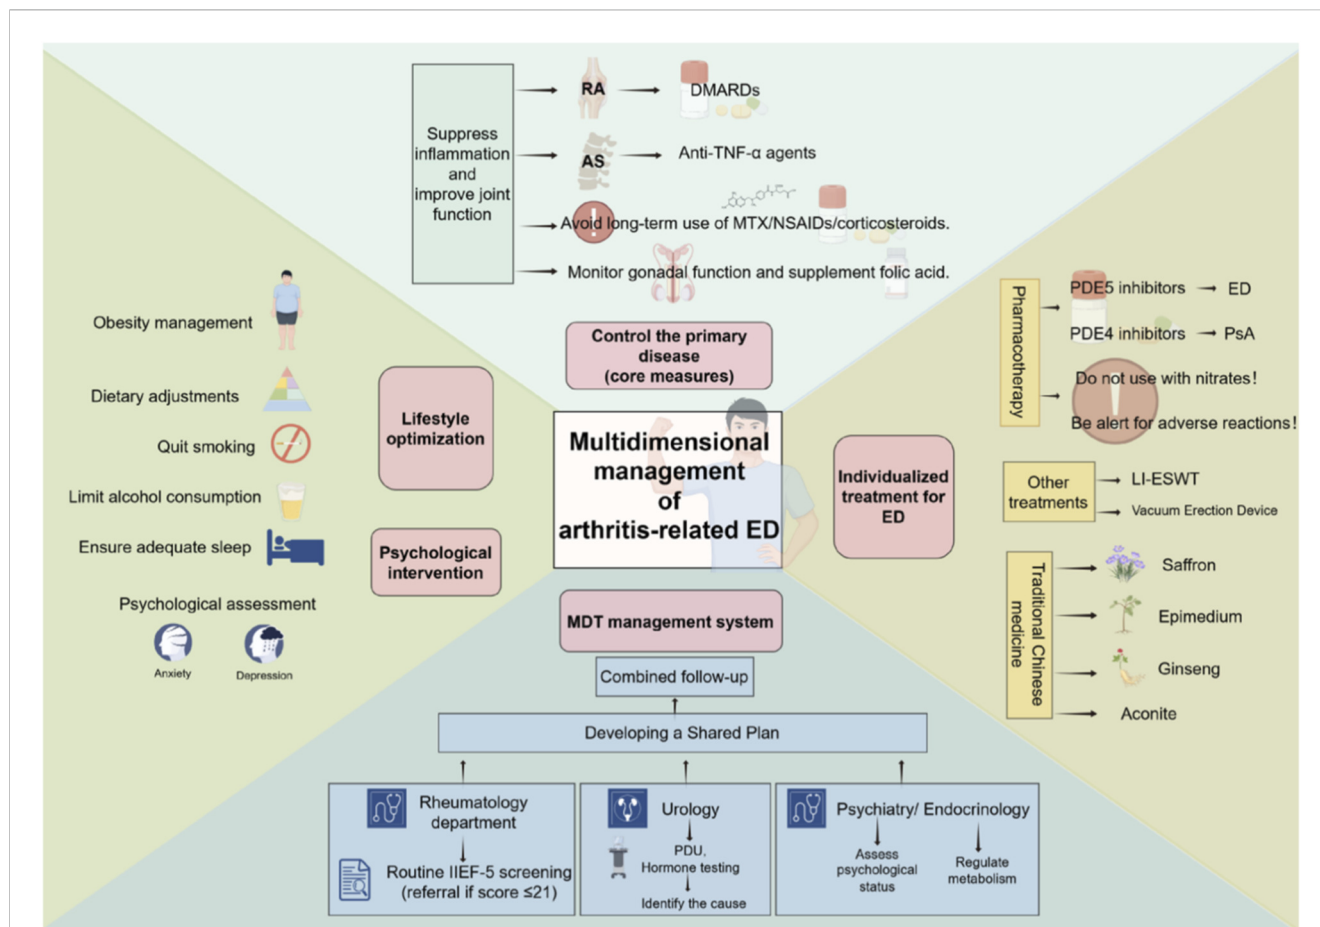 Suppress
inflammation
and
improve joint
function
RA
DMARDs
AS
Anti-TNF-α agents
Avoid long-term use of MTX/NSAIDs/corticosteroids.
Monitor gonadal function and supplement folic acid.
Control the primary
disease
(core measures)
Obesity management
Dietary adjustments
Quit smoking
Limit alcohol consumption
Ensure adequate sleep
Lifestyle
optimization
Psychological
intervention
Psychological assessment
Anxiety
Depression
Multidimensional
management
of
arthritis-related ED
Individualized
treatment for
ED
Pharmacotherapy
PDE5 inhibitors
ED
PDE4 inhibitors
PsA
Do not use with nitrates!
Be alert for adverse reactions!
Other
treatments
LI-ESWT
Vacuum Erection Device
Traditional Chinese
medicine
Saffron
Epimedium
Ginseng
Aconite
MDT management system
Combined follow-up
Developing a Shared Plan
Rheumatology
department
Routine IIEF-5 screening
(referral if score ≤21)
Urology
PDU,
Hormone testing
Identify the cause
Psychiatry/ Endocrinology
Assess
psychological
status
Regulate
metabolism